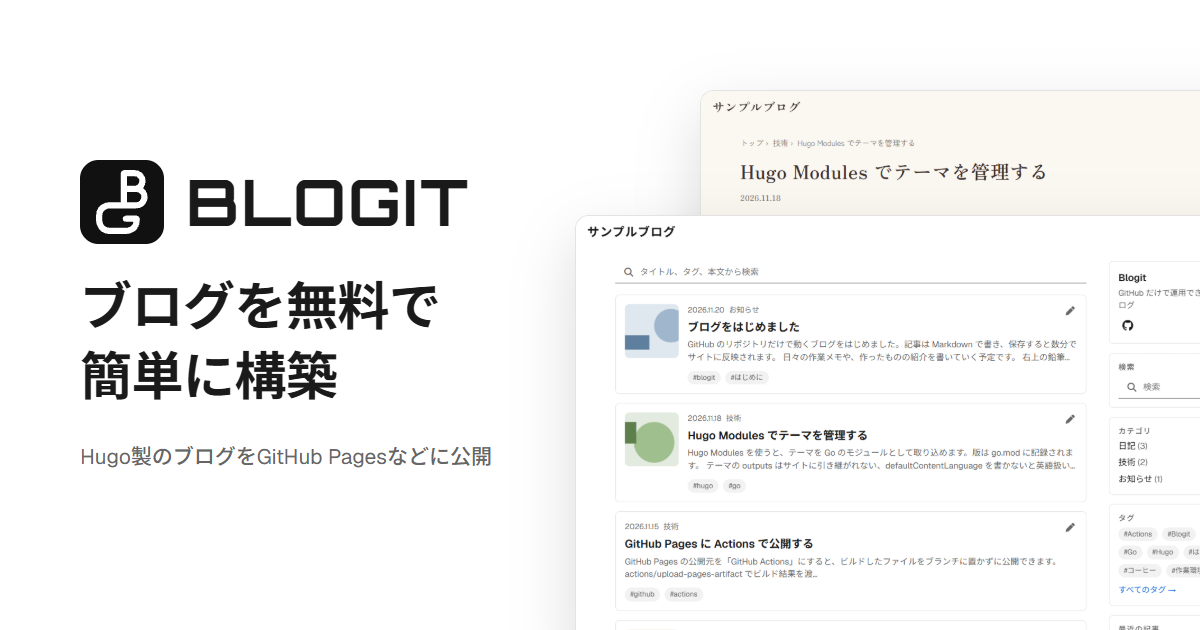 BLOGIT
ブログを無料で
簡単に構築
Hugo製のブログをGitHub Pagesなどに公開
サンプルブログ
トップ › 技術 › Hugo Modules でテーマを管理する
Hugo Modules でテーマを管理する
2026.11.18
サンプルブログ
タイトル、タグ、本文から検索
2026.11.20 お知らせ
ブログをはじめました
GitHub のリポジトリだけで動くブログをはじめました。記事は Markdown で書き、保存すると数分で
サイトに反映されます。 日々の作業メモや、作ったものの紹介を書いていく予定です。 右上の鉛筆…
#blogit #はじめに
2026.11.18 技術
Hugo Modules でテーマを管理する
Hugo Modules を使うと、テーマを Go のモジュールとして取り込めます。版は go.mod に記録されま
す。 テーマの outputs はサイトに引き継がれない、defaultContentLanguage を書かないと英語扱い…
#hugo #go
2026.11.15 技術
GitHub Pages に Actions で公開する
GitHub Pages の公開元を「GitHub Actions」にすると、ビルドしたファイルをブランチに置かずに公開できます。
actions/upload-pages-artifact でビルド結果を渡…
#github #actions
Blogit
GitHub だけで運用でき
ログ
検索
検索
カテゴリ
日記 (3)
技術 (2)
お知らせ (1)
タグ
#Actions #Blogit
#Go #Hugo #は
#コーヒー #作業環
すべてのタグ →